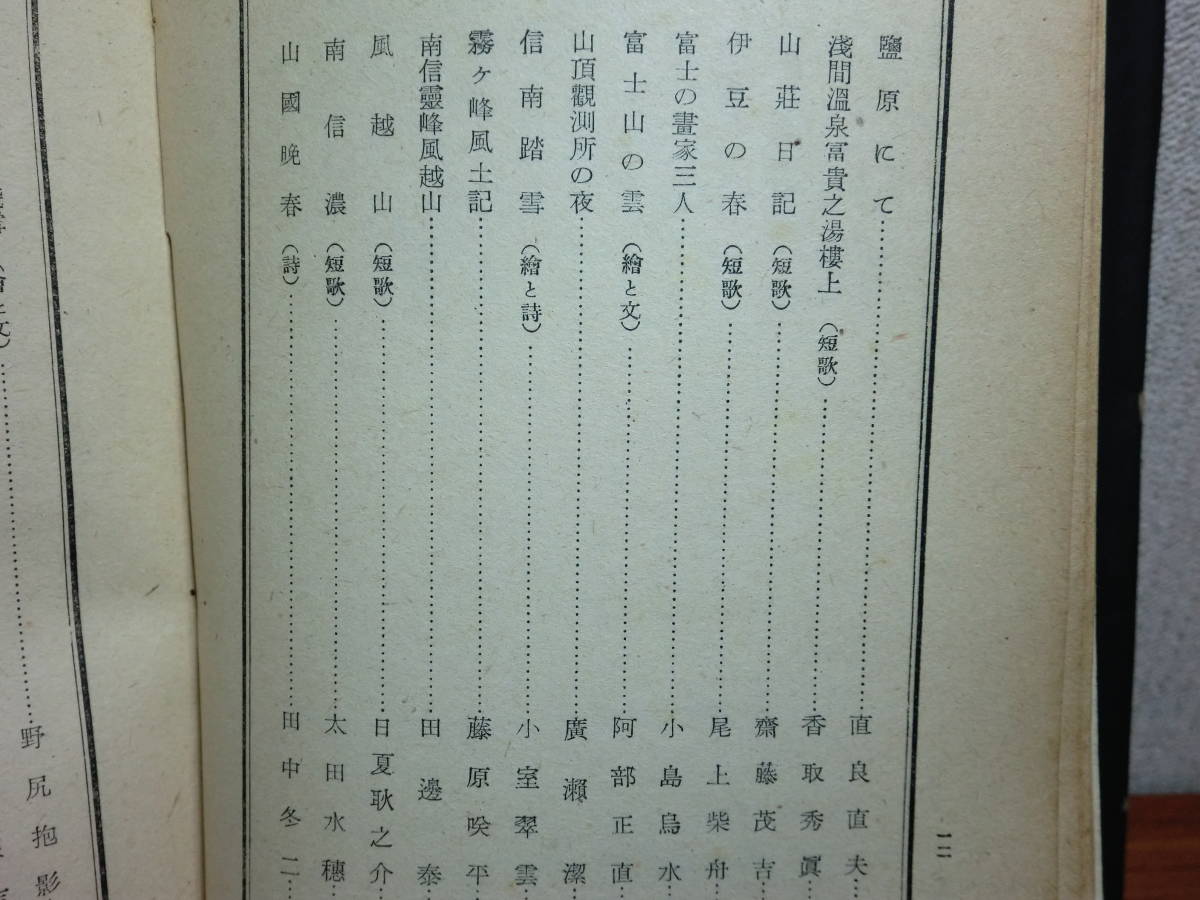 鹽原にて……直良直夫
淺間溫泉富貴之湯樓上（短歌）……香取秀眞
山莊日記（短歌）……齋藤茂吉
伊豆の春（短歌）……尾上柴舟
富士の畫家三人……小島烏水
富士山の雲（繪と文）……阿部正直
山頂觀測所の夜……廣瀨潔
信南踏雪（繪と詩）……小室翠雲
霧ヶ峰風土記……藤原咲平
南信靈峰風越山……田邊泰
風越山（短歌）……日夏耿之介
南信濃（短歌）……太田水穗
山國晩春（詩）……田中冬二
二
（繪と文）……
野尻抱影